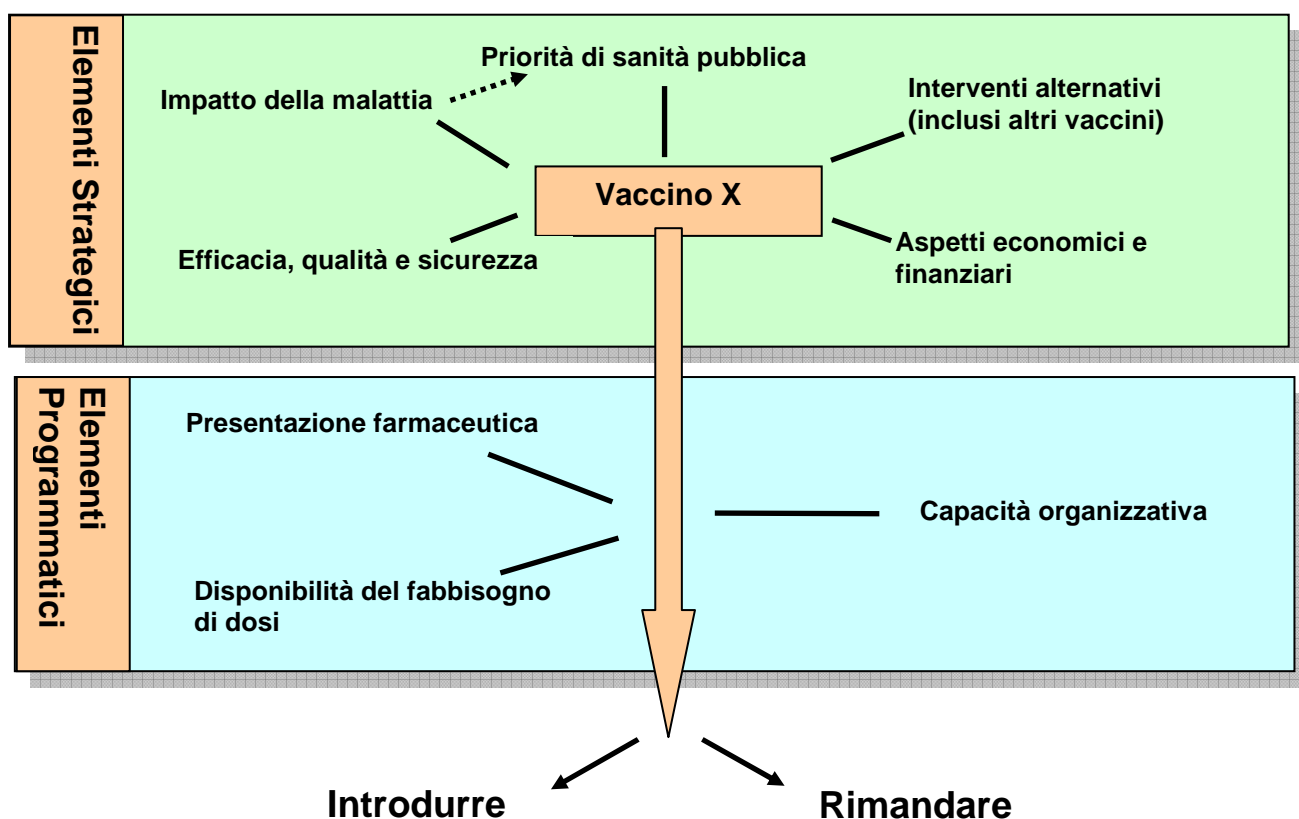 Elementi Strategici
Priorità di sanità pubblica
Impatto della malattia
Interventi alternativi
(inclusi altri vaccini)
Vaccino X
Efficacia, qualità e sicurezza
Aspetti economici e
finanziari
Elementi
Programmatici
Presentazione farmaceutica
Capacità organizzativa
Disponibilità del fabbisogno
di dosi
Introdurre
Rimandare